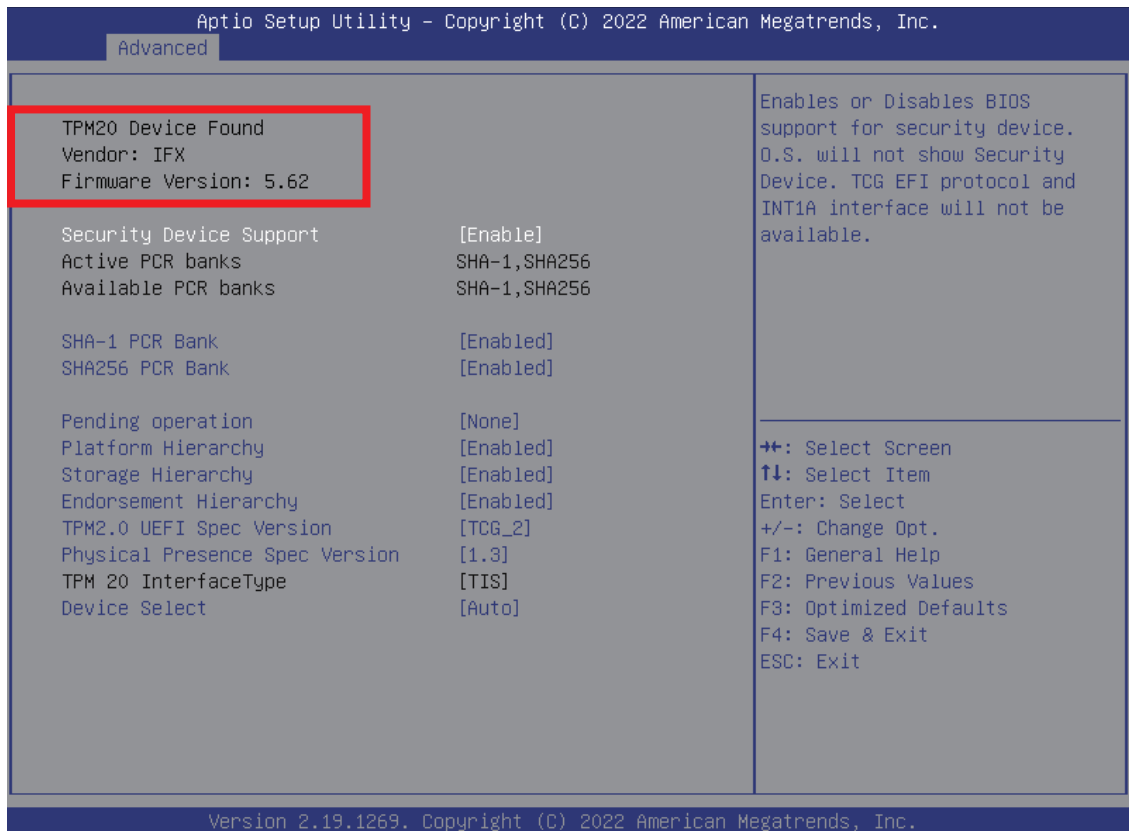 Aptio Setup Utility – Copyright (C) 2022 American Megatrends, Inc.
Advanced
TPM20 Device Found
Vendor: IFX
Firmware Version: 5.62
Security Device Support [Enable]
Active PCR banks SHA-1,SHA256
Available PCR banks SHA-1,SHA256
SHA-1 PCR Bank [Enabled]
SHA256 PCR Bank [Enabled]
Pending operation [None]
Platform Hierarchy [Enabled]
Storage Hierarchy [Enabled]
Endorsement Hierarchy [Enabled]
TPM2.0 UEFI Spec Version [TCG_2]
Physical Presence Spec Version [1.3]
TPM 20 InterfaceType [TIS]
Device Select [Auto]
Enables or Disables BIOS
support for security device.
O.S. will not show Security
Device. TCG EFI protocol and
INT1A interface will not be
available.
→←: Select Screen
↑↓: Select Item
Enter: Select
+/-: Change Opt.
F1: General Help
F2: Previous Values
F3: Optimized Defaults
F4: Save & Exit
ESC: Exit
Version 2.19.1269. Copyright (C) 2022 American Megatrends, Inc.